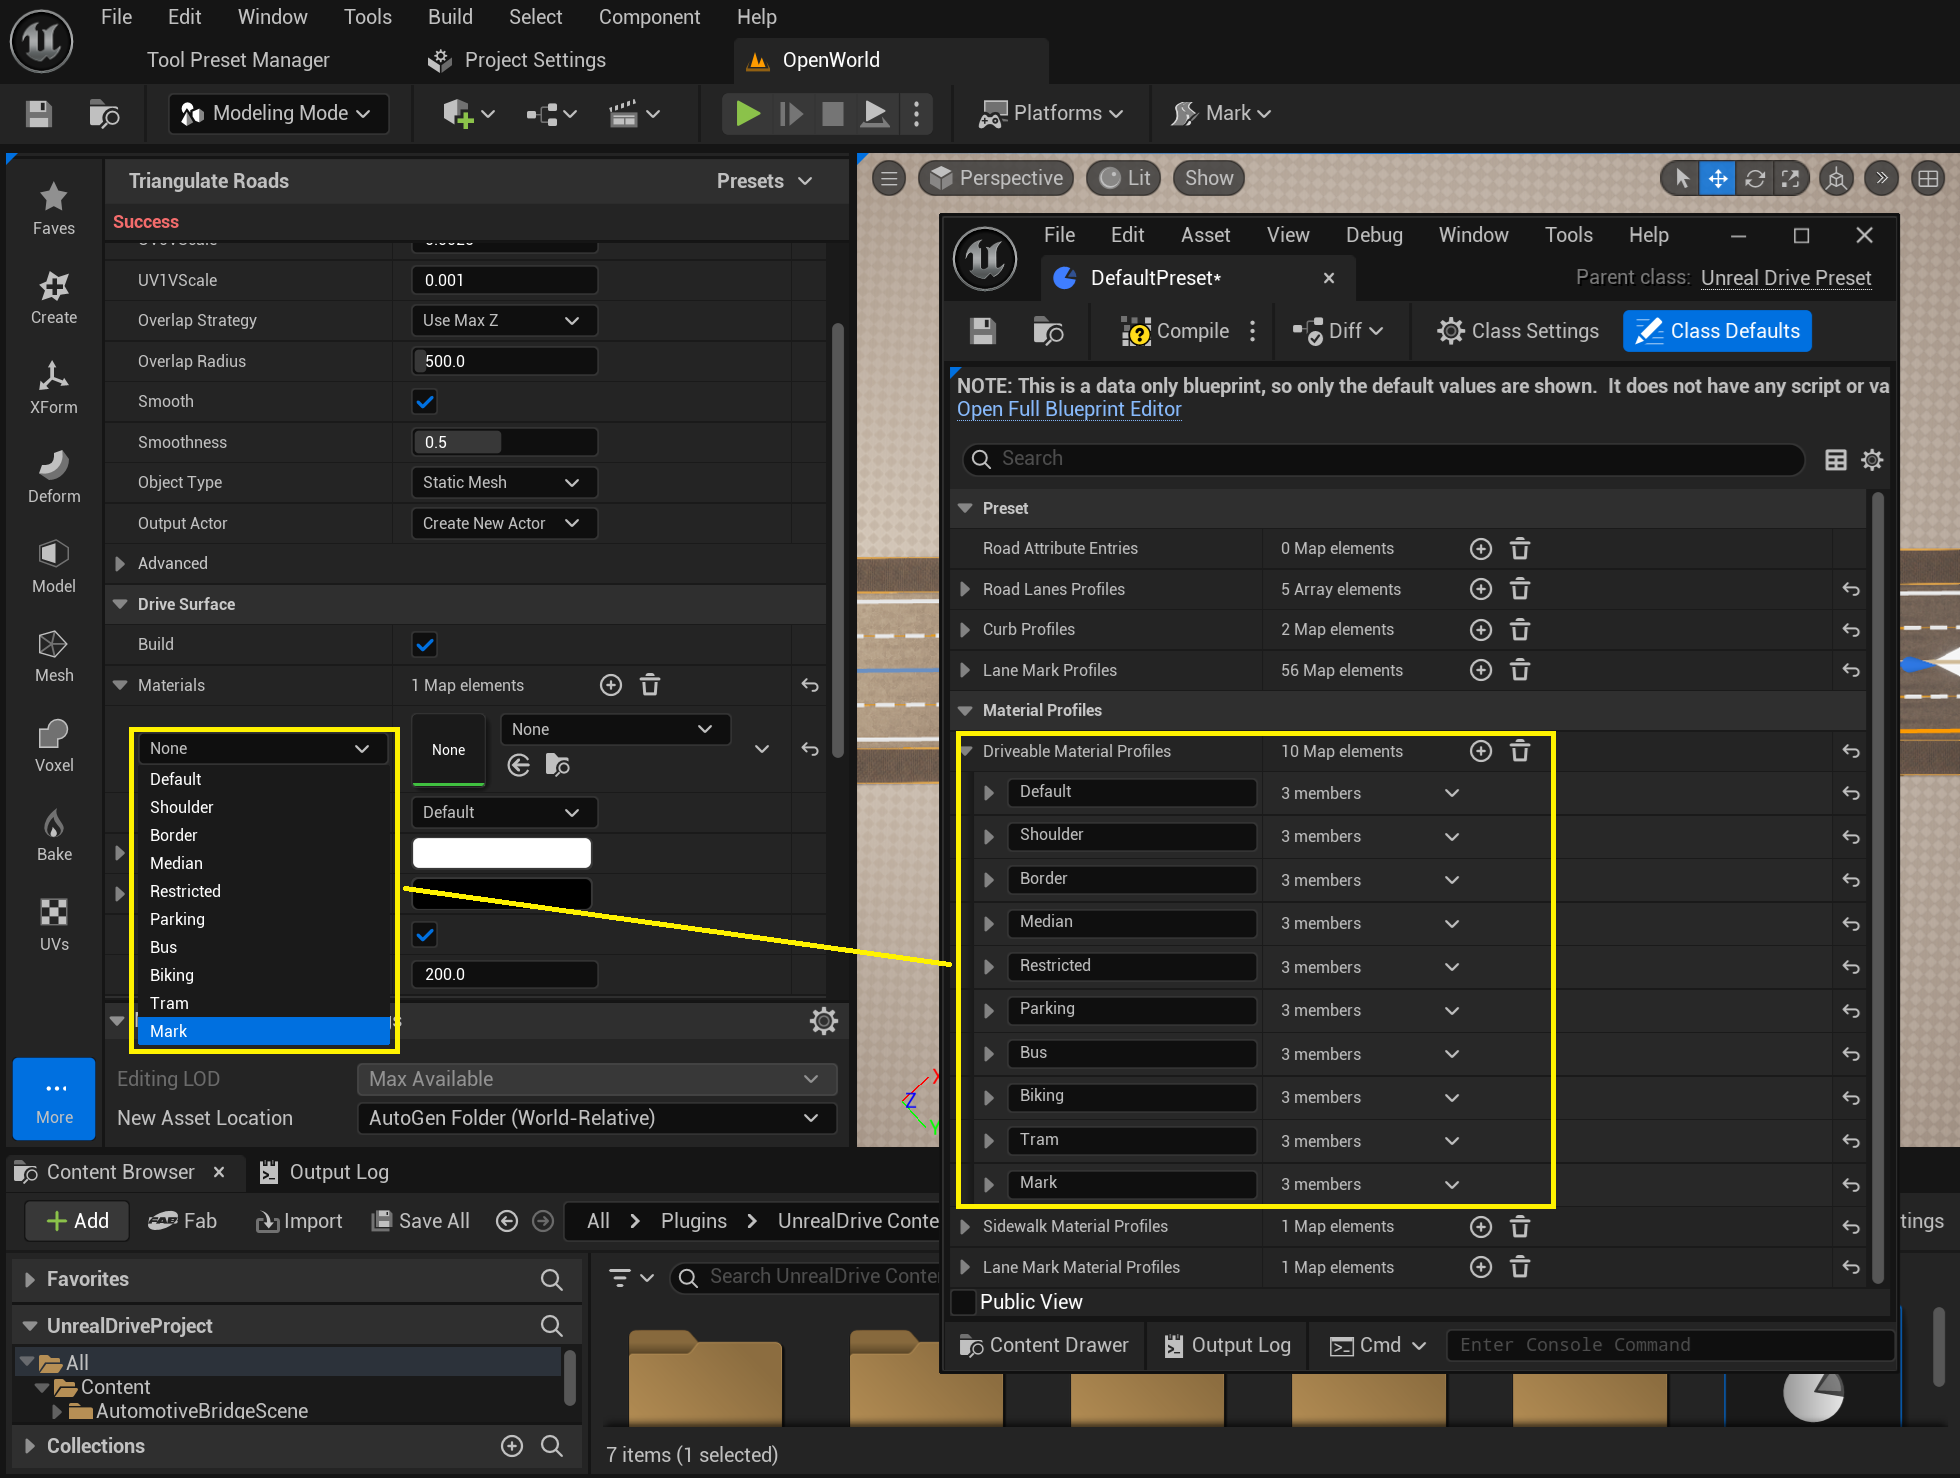 File Edit Window Tools Build Select Component Help
Tool Preset Manager Project Settings OpenWorld
Modeling Mode Platforms Mark
Triangulate Roads Presets
Success
UV1VScale 0.001
Overlap Strategy Use Max Z
Overlap Radius 500.0
Smooth
Smoothness 0.5
Object Type Static Mesh
Output Actor Create New Actor
Advanced
Drive Surface
Build
Materials 1 Map elements
None None None
Default
Shoulder
Border
Median
Restricted
Parking
Bus
Biking
Tram
Mark
Default
200.0
Editing LOD Max Available
New Asset Location AutoGen Folder (World-Relative)
Faves
Create
XForm
Deform
Model
Mesh
Voxel
Bake
UVs
More
Perspective Lit Show
File Edit Asset View Debug Window Tools Help
DefaultPreset* Parent class: Unreal Drive Preset
Compile Diff Class Settings Class Defaults
NOTE: This is a data only blueprint, so only the default values are shown. It does not have any script or va
Open Full Blueprint Editor
Search
Preset
Road Attribute Entries 0 Map elements
Road Lanes Profiles 5 Array elements
Curb Profiles 2 Map elements
Lane Mark Profiles 56 Map elements
Material Profiles
Driveable Material Profiles 10 Map elements
Default 3 members
Shoulder 3 members
Border 3 members
Median 3 members
Restricted 3 members
Parking 3 members
Bus 3 members
Biking 3 members
Tram 3 members
Mark 3 members
Sidewalk Material Profiles 1 Map elements
Lane Mark Material Profiles 1 Map elements
Public View
Content Drawer Output Log Cmd Enter Console Command
X
Z
Y
Content Browser Output Log
Add Fab Import Save All All Plugins UnrealDrive Conte
tings
Favorites
Search UnrealDrive Conte
UnrealDriveProject
All
Content
AutomotiveBridgeScene
Collections
7 items (1 selected)